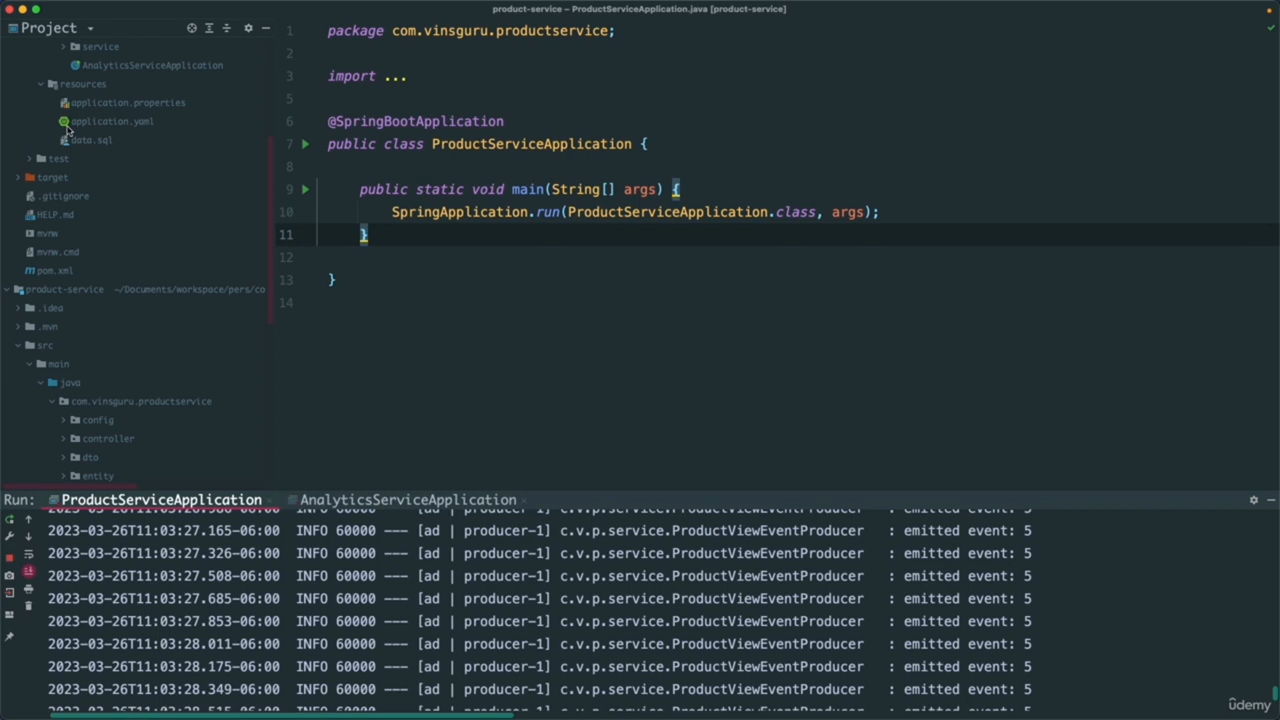 product-service – ProductServiceApplication.java [product-service]
Project
service
AnalyticsServiceApplication
resources
application.properties
application.yaml
data.sql
test
target
.gitignore
HELP.md
mvnw
mvnw.cmd
pom.xml
product-service ~/Documents/workspace/pers/co
.idea
.mvn
src
main
java
com.vinsguru.productservice
config
controller
dto
entity
1 package com.vinsguru.productservice;
2
3 import ...
5
6 @SpringBootApplication
7 public class ProductServiceApplication {
8
9 public static void main(String[] args) {
10 SpringApplication.run(ProductServiceApplication.class, args);
11 }
12
13 }
14
Run: ProductServiceApplication AnalyticsServiceApplication
2023-03-26T11:03:27.165-06:00 INFO 60000 --- [ad | producer-1] c.v.p.service.ProductViewEventProducer : emitted event: 5
2023-03-26T11:03:27.326-06:00 INFO 60000 --- [ad | producer-1] c.v.p.service.ProductViewEventProducer : emitted event: 5
2023-03-26T11:03:27.508-06:00 INFO 60000 --- [ad | producer-1] c.v.p.service.ProductViewEventProducer : emitted event: 5
2023-03-26T11:03:27.685-06:00 INFO 60000 --- [ad | producer-1] c.v.p.service.ProductViewEventProducer : emitted event: 5
2023-03-26T11:03:27.853-06:00 INFO 60000 --- [ad | producer-1] c.v.p.service.ProductViewEventProducer : emitted event: 5
2023-03-26T11:03:28.011-06:00 INFO 60000 --- [ad | producer-1] c.v.p.service.ProductViewEventProducer : emitted event: 5
2023-03-26T11:03:28.175-06:00 INFO 60000 --- [ad | producer-1] c.v.p.service.ProductViewEventProducer : emitted event: 5
2023-03-26T11:03:28.349-06:00 INFO 60000 --- [ad | producer-1] c.v.p.service.ProductViewEventProducer : emitted event: 5
udemy